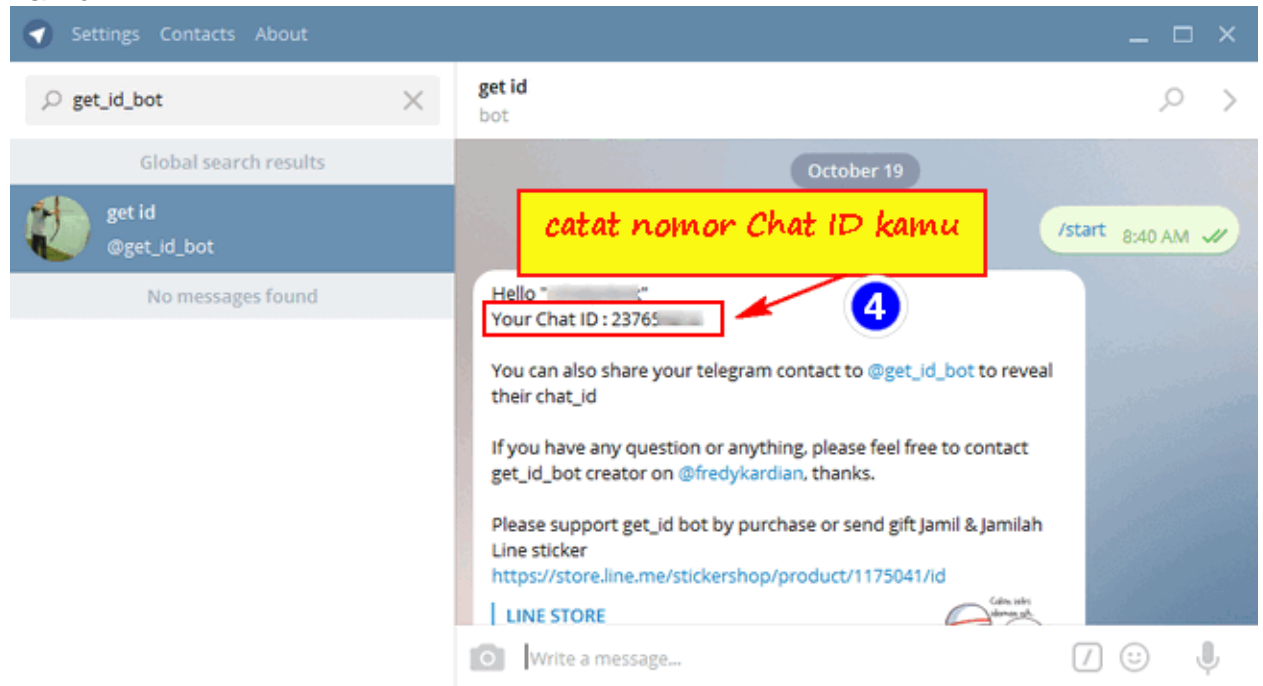 Settings Contacts About
get_id_bot
get id
bot
Global search results
October 19
get id
@get_id_bot
catat nomor Chat ID kamu
/start 8:40 AM
No messages found
Hello "
4
Your Chat ID : 23765
You can also share your telegram contact to @get_id_bot to reveal
their chat_id
If you have any question or anything, please feel free to contact
get_id_bot creator on @fredykardian, thanks.
Please support get_id bot by purchase or send gift Jamil & Jamilah
Line sticker
https://store.line.me/stickershop/product/1175041/id
LINE STORE
Write a message...